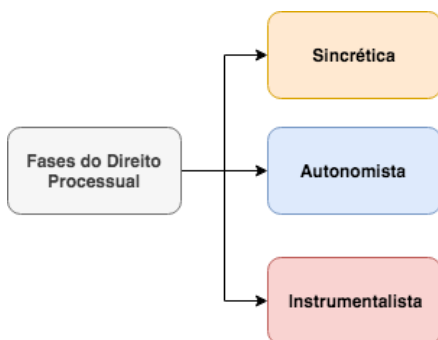 Sincrética
Fases do Direito
Processual
Autonomista
Instrumentalista